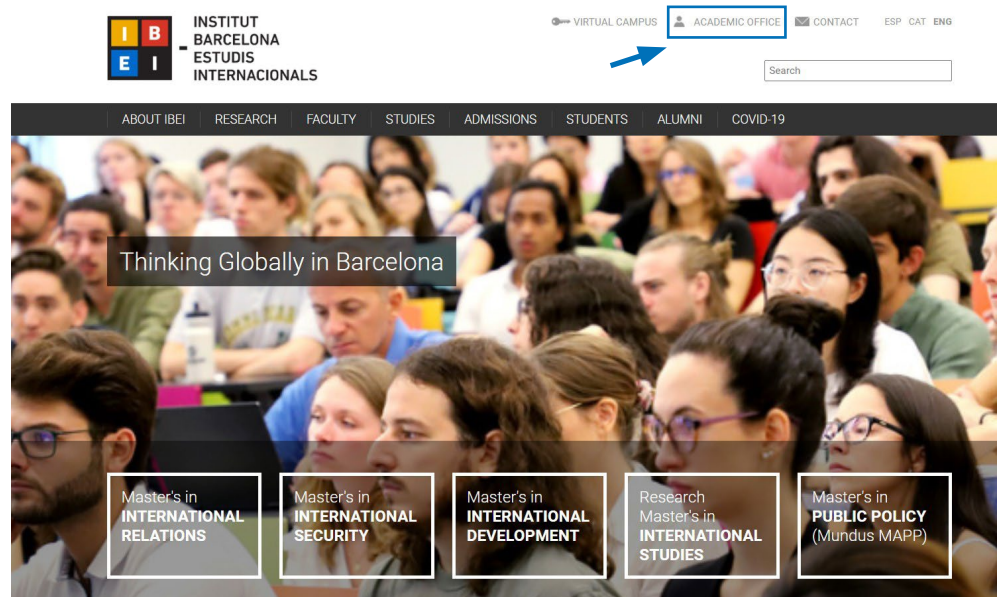 I B
E I
INSTITUT
BARCELONA
ESTUDIS
INTERNACIONALS
VIRTUAL CAMPUS ACADEMIC OFFICE CONTACT ESP CAT ENG
Search
ABOUT IBEI RESEARCH FACULTY STUDIES ADMISSIONS STUDENTS ALUMNI COVID-19
Thinking Globally in Barcelona
Master's in
INTERNATIONAL
RELATIONS
Master's in
INTERNATIONAL
SECURITY
Master's in
INTERNATIONAL
DEVELOPMENT
Research
Master's in
INTERNATIONAL
STUDIES
Master's in
PUBLIC POLICY
(Mundus MAPP)